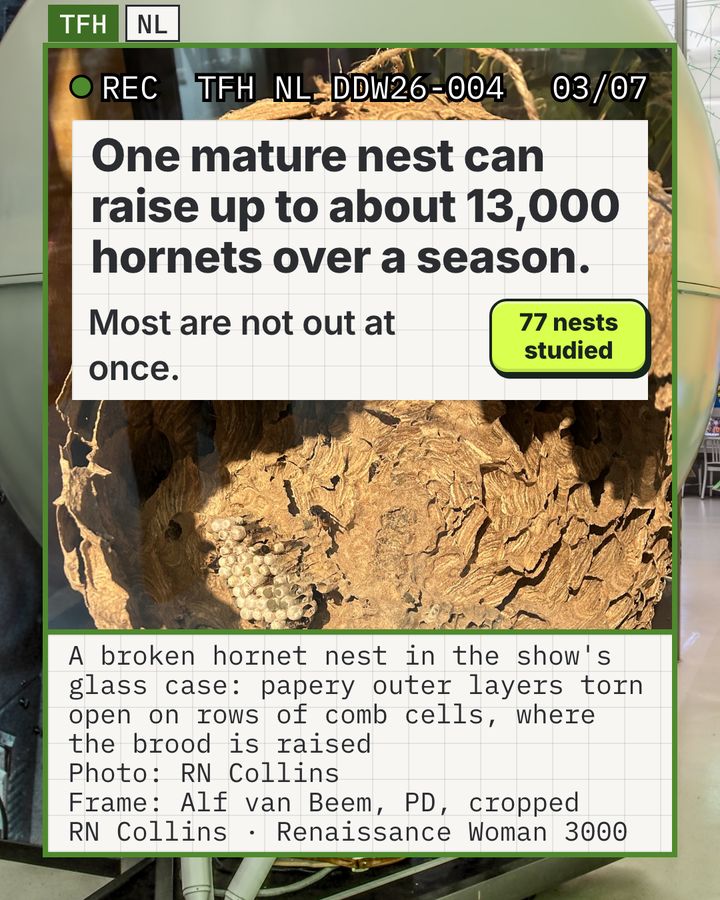 TFH NL
REC TFH NL DDW26-004 03/07
One mature nest can
raise up to about 13,000
hornets over a season.
Most are not out at
once.
77 nests
studied
A broken hornet nest in the show's
glass case: papery outer layers torn
open on rows of comb cells, where
the brood is raised
Photo: RN Collins
Frame: Alf van Beem, PD, cropped
RN Collins · Renaissance Woman 3000